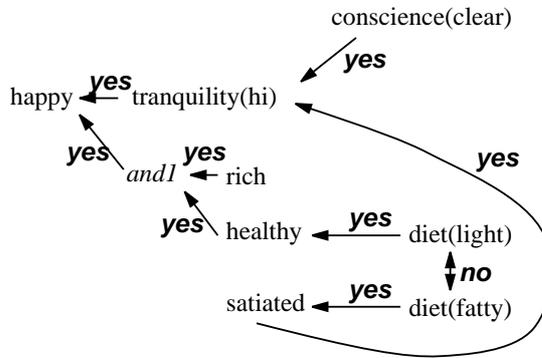 conscience(clear)
yes
yes
happy
tranquility(hi)
yes
yes
yes
and1
rich
yes
healthy
yes
diet(light)
no
satiated
yes
diet(fatty)